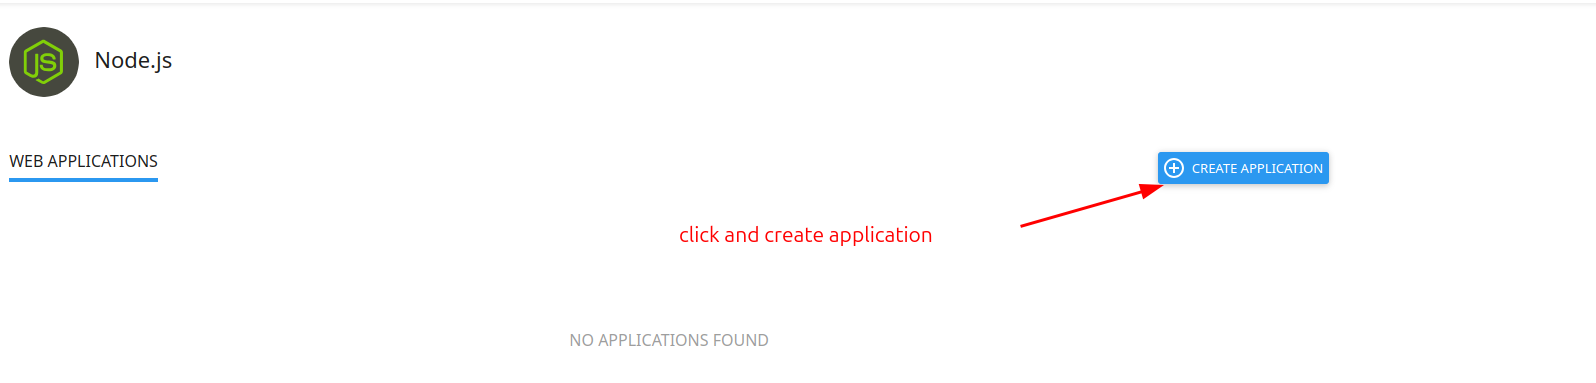 JS
Node.js
WEB APPLICATIONS
CREATE APPLICATION
click and create application
NO APPLICATIONS FOUND